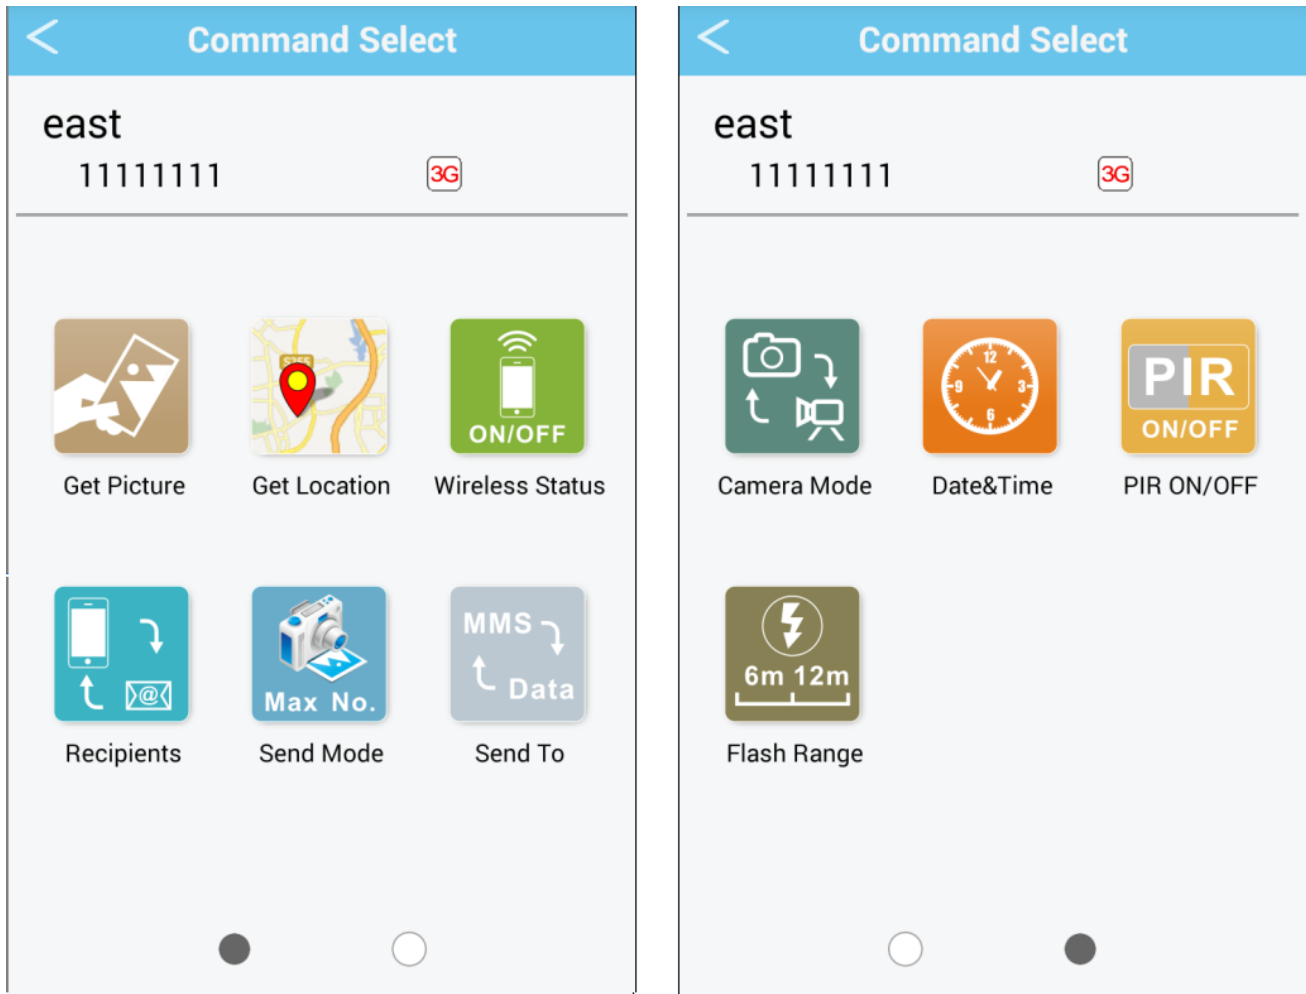 Command Select
east
11111111 3G
S255
ON/OFF
Get Picture Get Location Wireless Status
@
Max No.
MMS
Data
Recipients Send Mode Send To
Command Select
east
11111111 3G
12
9 3
6
PIR
ON/OFF
Camera Mode Date&Time PIR ON/OFF
6m 12m
Flash Range